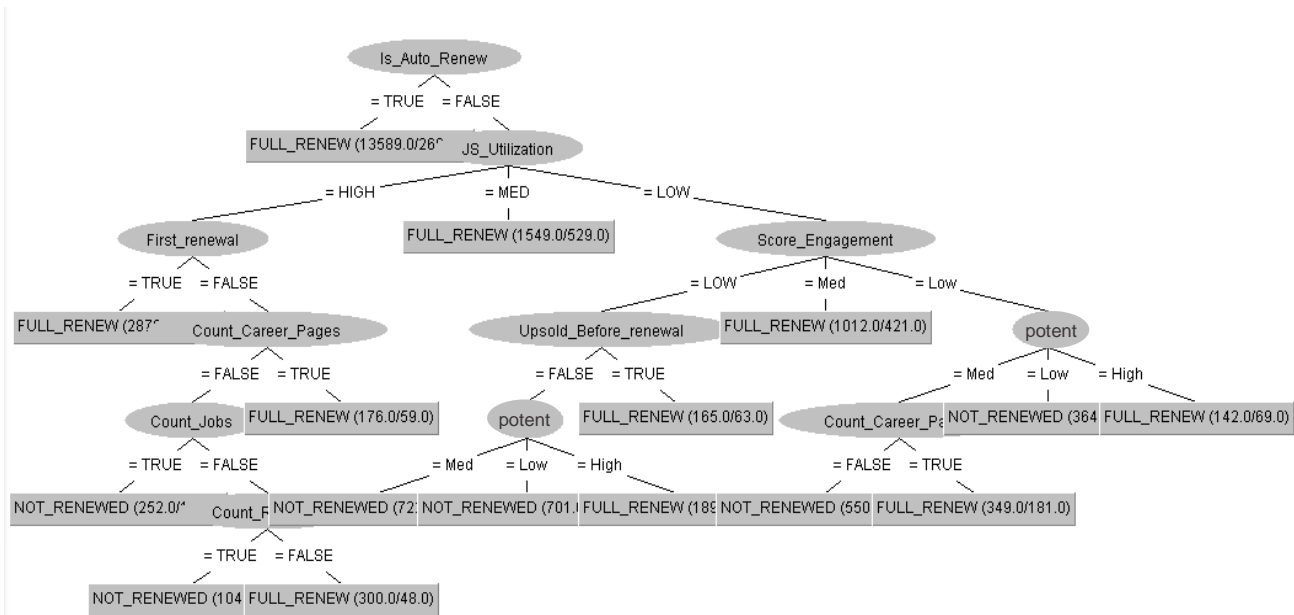 Is_Auto_Renew
= TRUE = FALSE
FULL_RENEW (13589.0/26 JS_Utilization
= HIGH = MED = LOW
First_renewal FULL_RENEW (1549.0/529.0) Score_Engagement
= TRUE = FALSE = LOW = Med = Low
FULL_RENEW (287 Count_Career_Pages Upsold_Before_renewal FULL_RENEW (1012.0/421.0) potent
= FALSE = TRUE = FALSE = TRUE = Med = Low = High
Count_Jobs FULL_RENEW (176.0/59.0) potent FULL_RENEW (165.0/63.0) Count_Career_Pa NOT_RENEWED (364 FULL_RENEW (142.0/69.0)
= TRUE = FALSE = Med = Low = High = FALSE = TRUE
NOT_RENEWED (252.0/ Count_R NOT_RENEWED (72 NOT_RENEWED (701. FULL_RENEW (189 NOT_RENEWED (550 FULL_RENEW (349.0/181.0)
= TRUE = FALSE
NOT_RENEWED (104 FULL_RENEW (300.0/48.0)